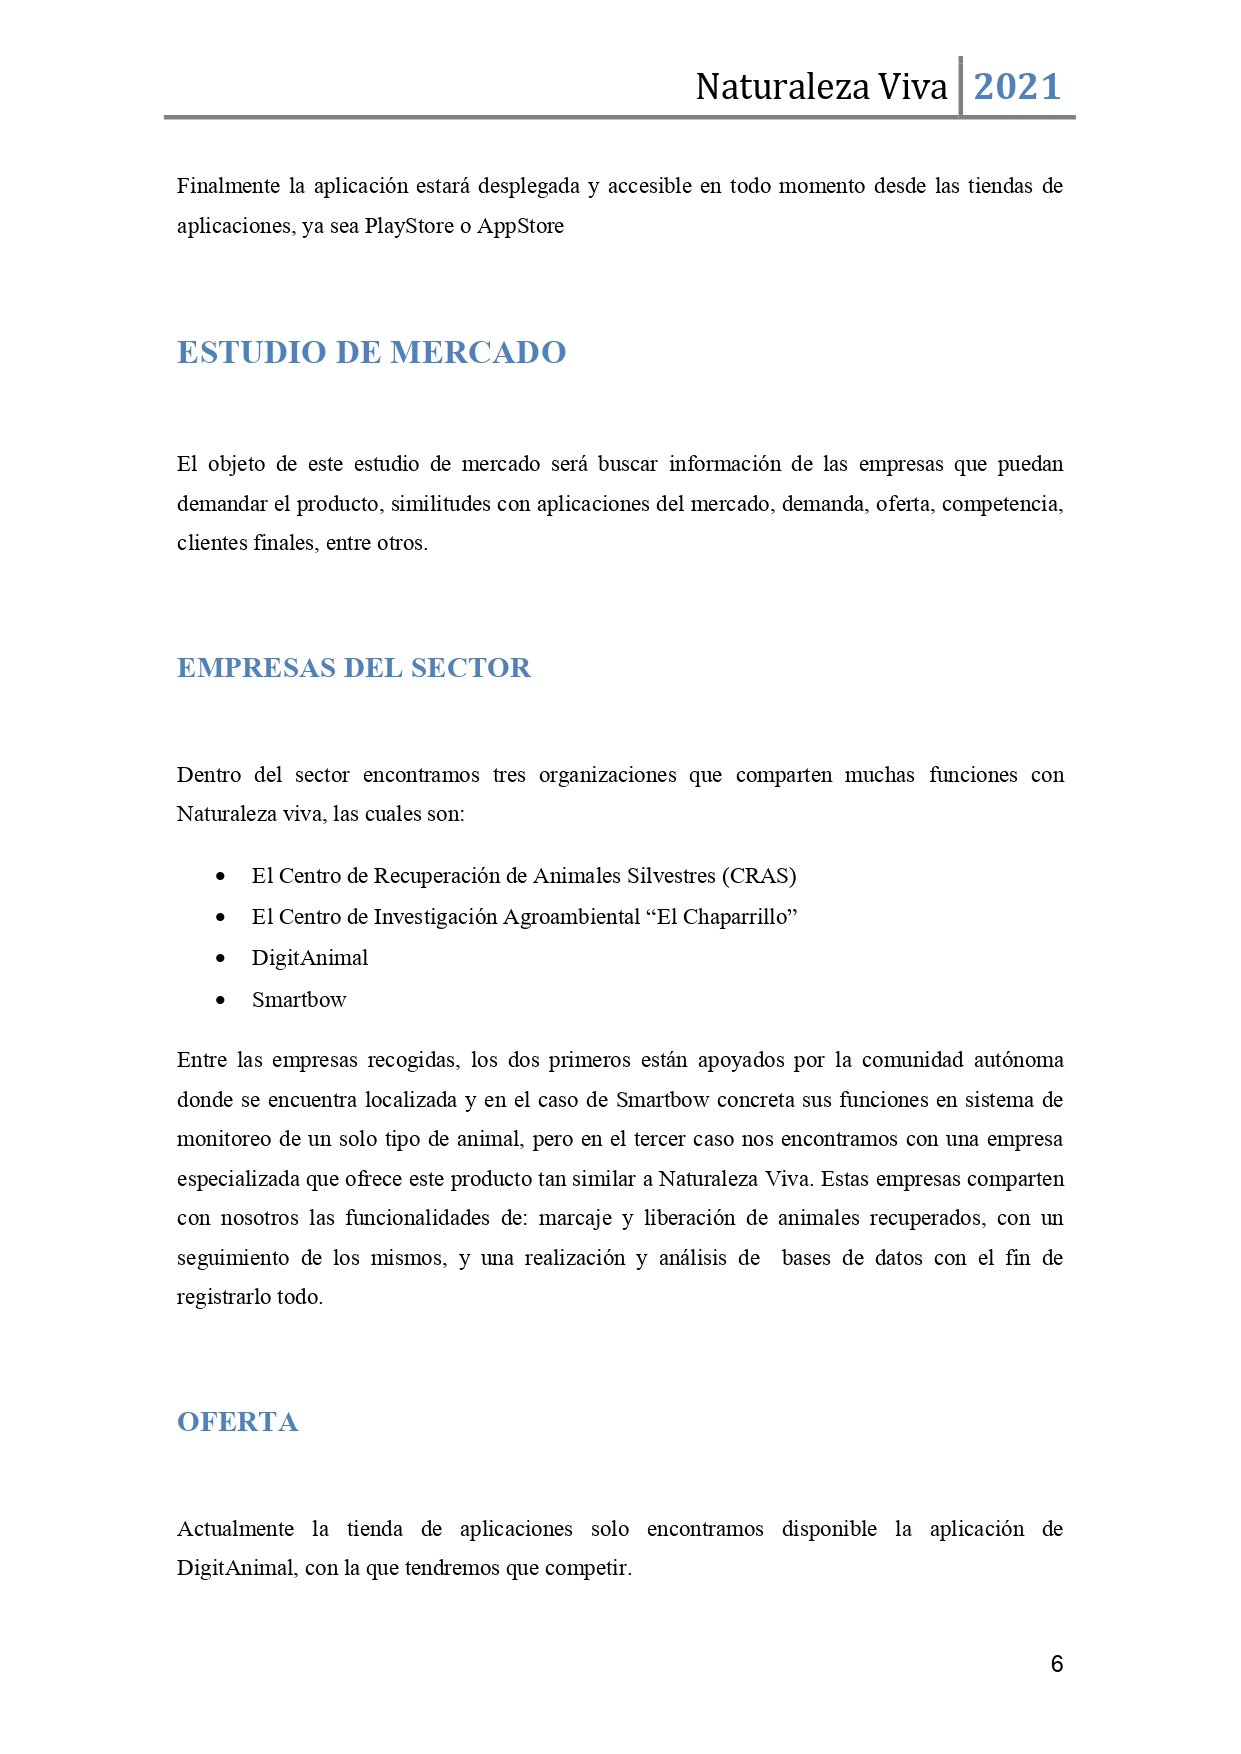 Naturaleza Viva 2021
Finalmente la aplicación estará desplegada y accesible en todo momento desde las tiendas de
aplicaciones, ya sea PlayStore o AppStore
ESTUDIO DE MERCADO
El objeto de este estudio de mercado será buscar información de las empresas que puedan
demandar el producto, similitudes con aplicaciones del mercado, demanda, oferta, competencia,
clientes finales, entre otros.
EMPRESAS DEL SECTOR
Dentro del sector encontramos tres organizaciones que comparten muchas funciones con
Naturaleza viva, las cuales son:
• El Centro de Recuperación de Animales Silvestres (CRAS)
• El Centro de Investigación Agroambiental “El Chaparrillo”
• DigitAnimal
• Smartbow
Entre las empresas recogidas, los dos primeros están apoyados por la comunidad autónoma
donde se encuentra localizada y en el caso de Smartbow concreta sus funciones en sistema de
monitoreo de un solo tipo de animal, pero en el tercer caso nos encontramos con una empresa
especializada que ofrece este producto tan similar a Naturaleza Viva. Estas empresas comparten
con nosotros las funcionalidades de: marcaje y liberación de animales recuperados, con un
seguimiento de los mismos, y una realización y análisis de  bases de datos con el fin de
registrarlo todo.
OFERTA
Actualmente la tienda de aplicaciones solo encontramos disponible la aplicación de
DigitAnimal, con la que tendremos que competir.
6